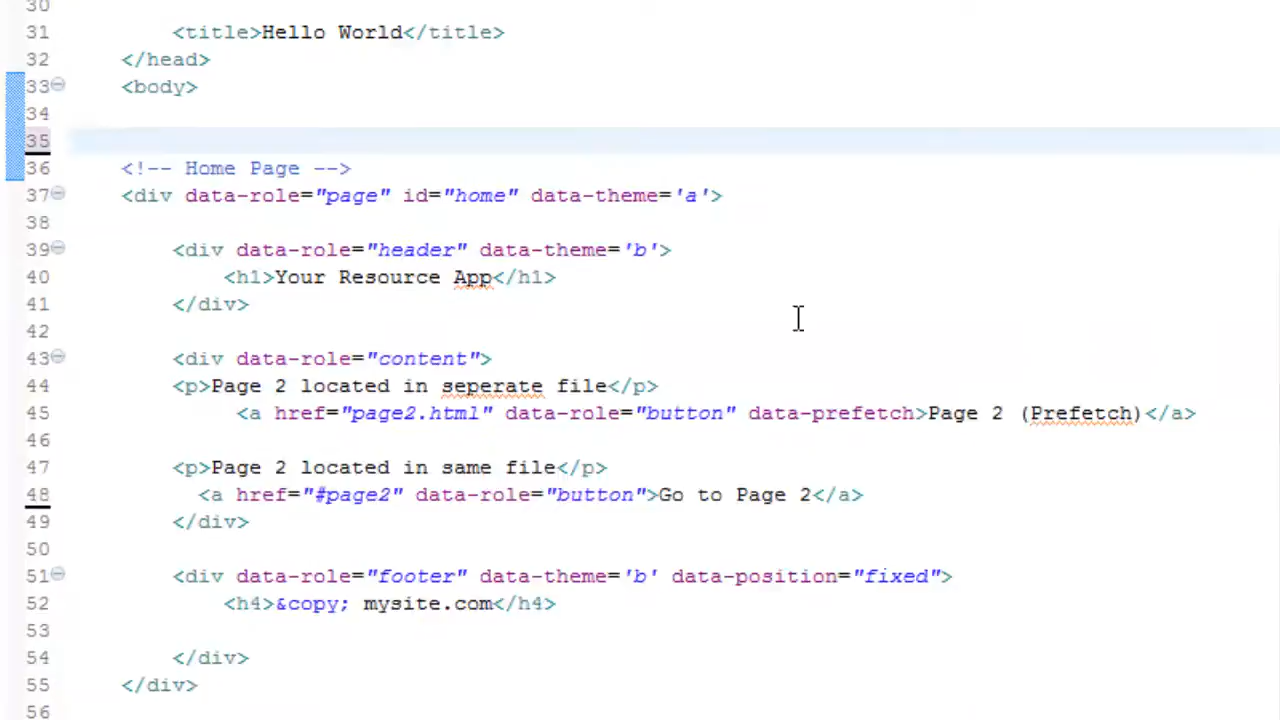 30
31 <title>Hello World</title>
32 </head>
33 <body>
34
35
36 <!-- Home Page -->
37 <div data-role="page" id="home" data-theme='a'>
38
39 <div data-role="header" data-theme='b'>
40 <h1>Your Resource App</h1>
41 </div>
42
43 <div data-role="content">
44 <p>Page 2 located in seperate file</p>
45 <a href="page2.html" data-role="button" data-prefetch>Page 2 (Prefetch)</a>
46
47 <p>Page 2 located in same file</p>
48 <a href="#page2" data-role="button">Go to Page 2</a>
49 </div>
50
51 <div data-role="footer" data-theme='b' data-position="fixed">
52 <h4>&copy; mysite.com</h4>
53
54 </div>
55 </div>
56